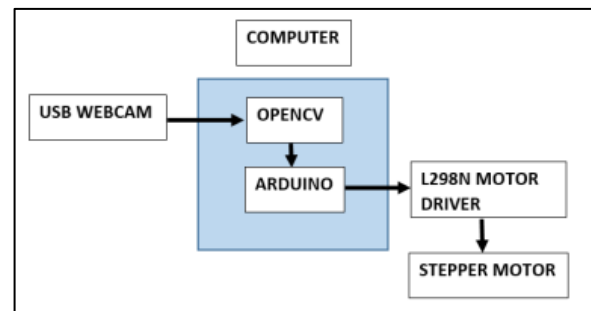 COMPUTER
USB WEBCAM
OPENCV
ARDUINO
L298N MOTOR
DRIVER
STEPPER MOTOR